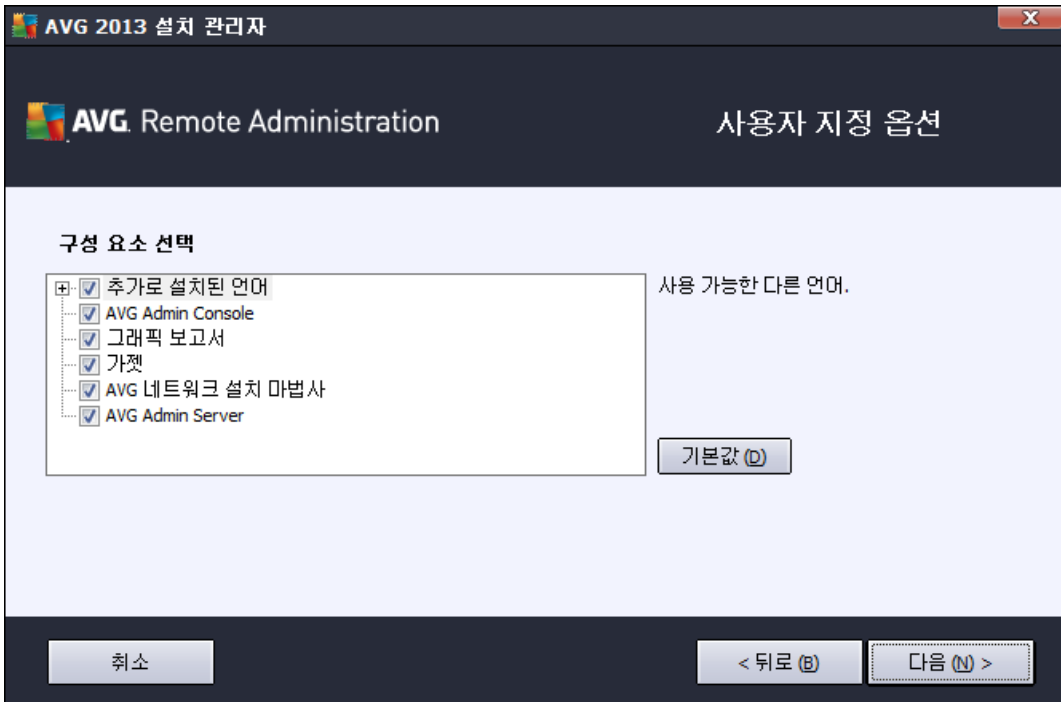 AVG 2013 설치 관리자
X
AVG. Remote Administration
사용자 지정 옵션
구성 요소 선택
추가로 설치된 언어
AVG Admin Console
그래픽 보고서
가젯
AVG 네트워크 설치 마법사
AVG Admin Server
사용 가능한 다른 언어.
기본값 (D)
취소
< 뒤로 (B)
다음 (N) >